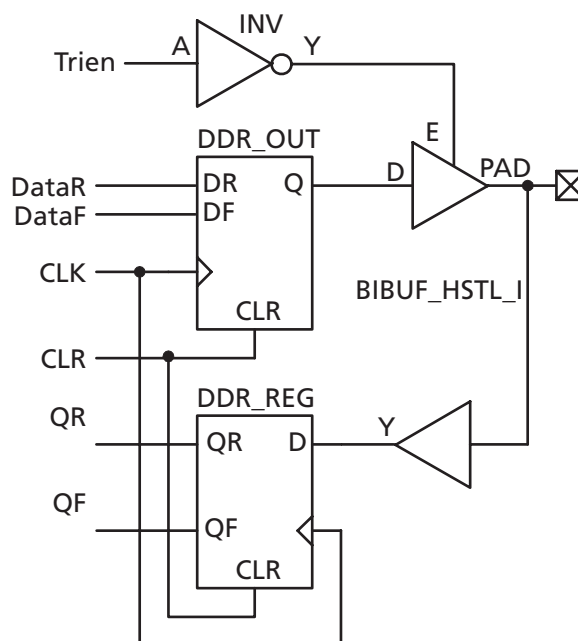 INV
Trien A Y
E
DDR_OUT
D PAD
DataR DR Q
DataF DF
CLK
BIBUF_HSTL_I
CLR
CLR
DDR_REG
QR QR D Y
QF QF
CLR